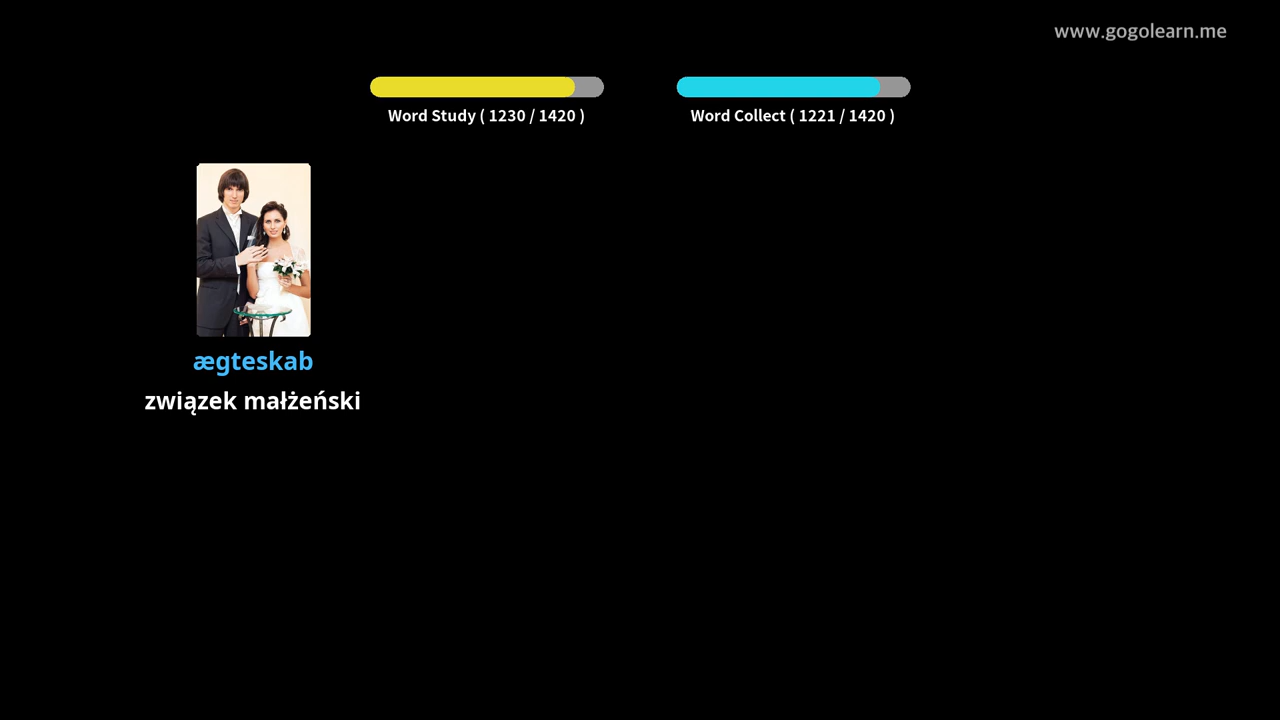 www.gogolearn.me
Word Study ( 1230 / 1420 )
Word Collect ( 1221 / 1420 )
ægteskab
związek małżeński